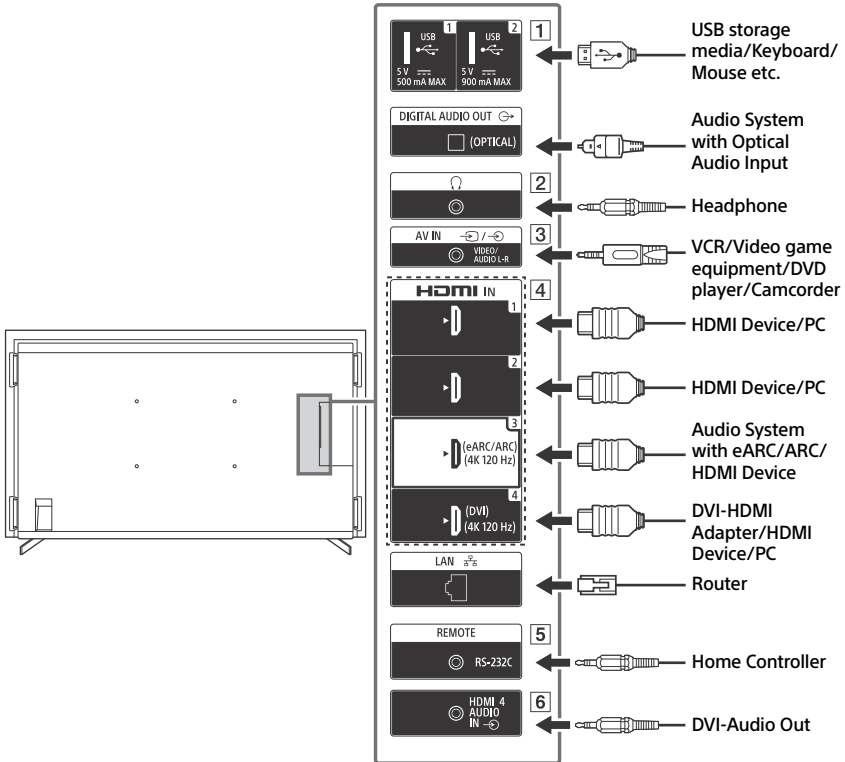 1
USB
5 V
500 mA MAX
2
USB
5 V
900 mA MAX
1
USB storage
media/Keyboard/
Mouse etc.
DIGITAL AUDIO OUT
(OPTICAL)
Audio System
with Optical
Audio Input
2
Headphone
AV IN
VIDEO/
AUDIO L-R
3
VCR/Video game
equipment/DVD
player/Camcorder
HDMI IN
4
1
HDMI Device/PC
2
HDMI Device/PC
3
(eARC/ARC)
(4K 120 Hz)
Audio System
with eARC/ARC/
HDMI Device
4
(DVI)
(4K 120 Hz)
DVI-HDMI
Adapter/HDMI
Device/PC
LAN
Router
REMOTE
5
RS-232C
Home Controller
HDMI 4
AUDIO
IN
6
DVI-Audio Out